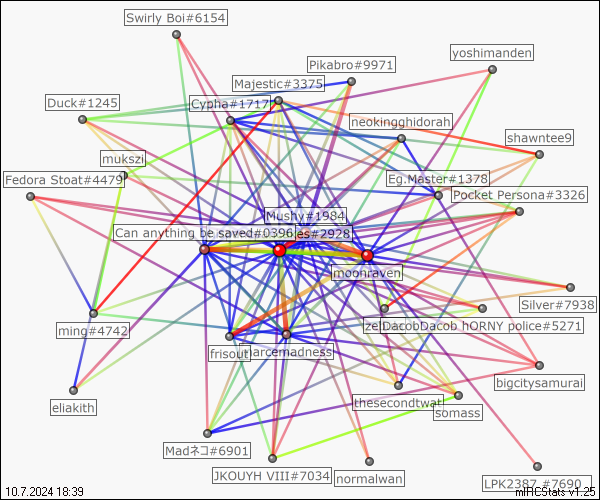 Swirly Boi#6154
yoshimanden
Pikabro#9971
Majestic#3375
Duck#1245
Cypha#1717
neokingghidorah
shawntee9
mukszi
Fedora Stoat#4479
Eg.Master#1378
Pocket Persona#3326
Mushy#1984
Can anything be saved#0396
es#2928
moonraven
Silver#7938
ming#4742
DacobDacob hORNY police#5271
frisout
marcemadness
bigcitysamurai
eliakith
thesecondtwat
somass
Madネコ#6901
JKOUYH VIII#7034
normalwan
LPK2387 #7690
10.7.2024 18:39
mIRCStats v1.25